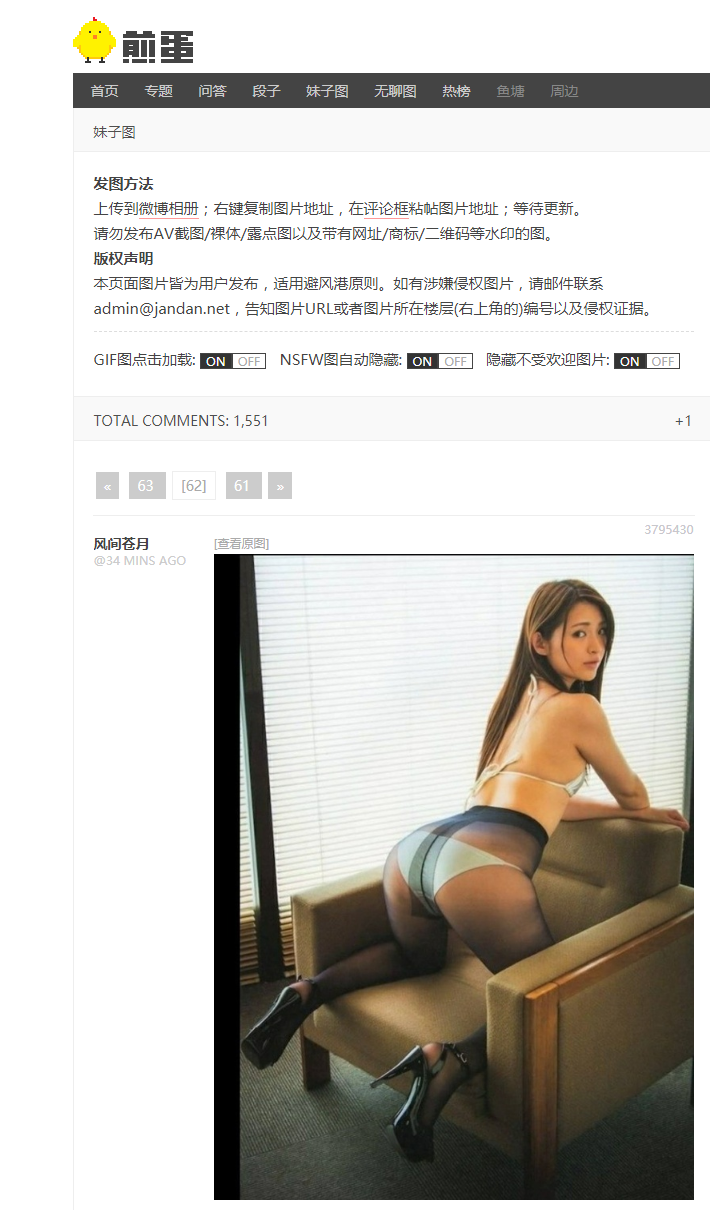 煎蛋
首页 专题 问答 段子 妹子图 无聊图 热榜 鱼塘 周边
妹子图
发图方法
上传到微博相册；右键复制图片地址，在评论框粘帖图片地址；等待更新。
请勿发布AV截图/裸体/露点图以及带有网址/商标/二维码等水印的图。
版权声明
本页面图片皆为用户发布，适用避风港原则。如有涉嫌侵权图片，请邮件联系
admin@jandan.net，告知图片URL或者图片所在楼层(右上角的)编号以及侵权证据。
GIF图点击加载: ON OFF NSFW图自动隐藏: ON OFF 隐藏不受欢迎图片: ON OFF
TOTAL COMMENTS: 1,551 +1
« 63 [62] 61 »
3795430
风间苍月 [查看原图]
@34 MINS AGO